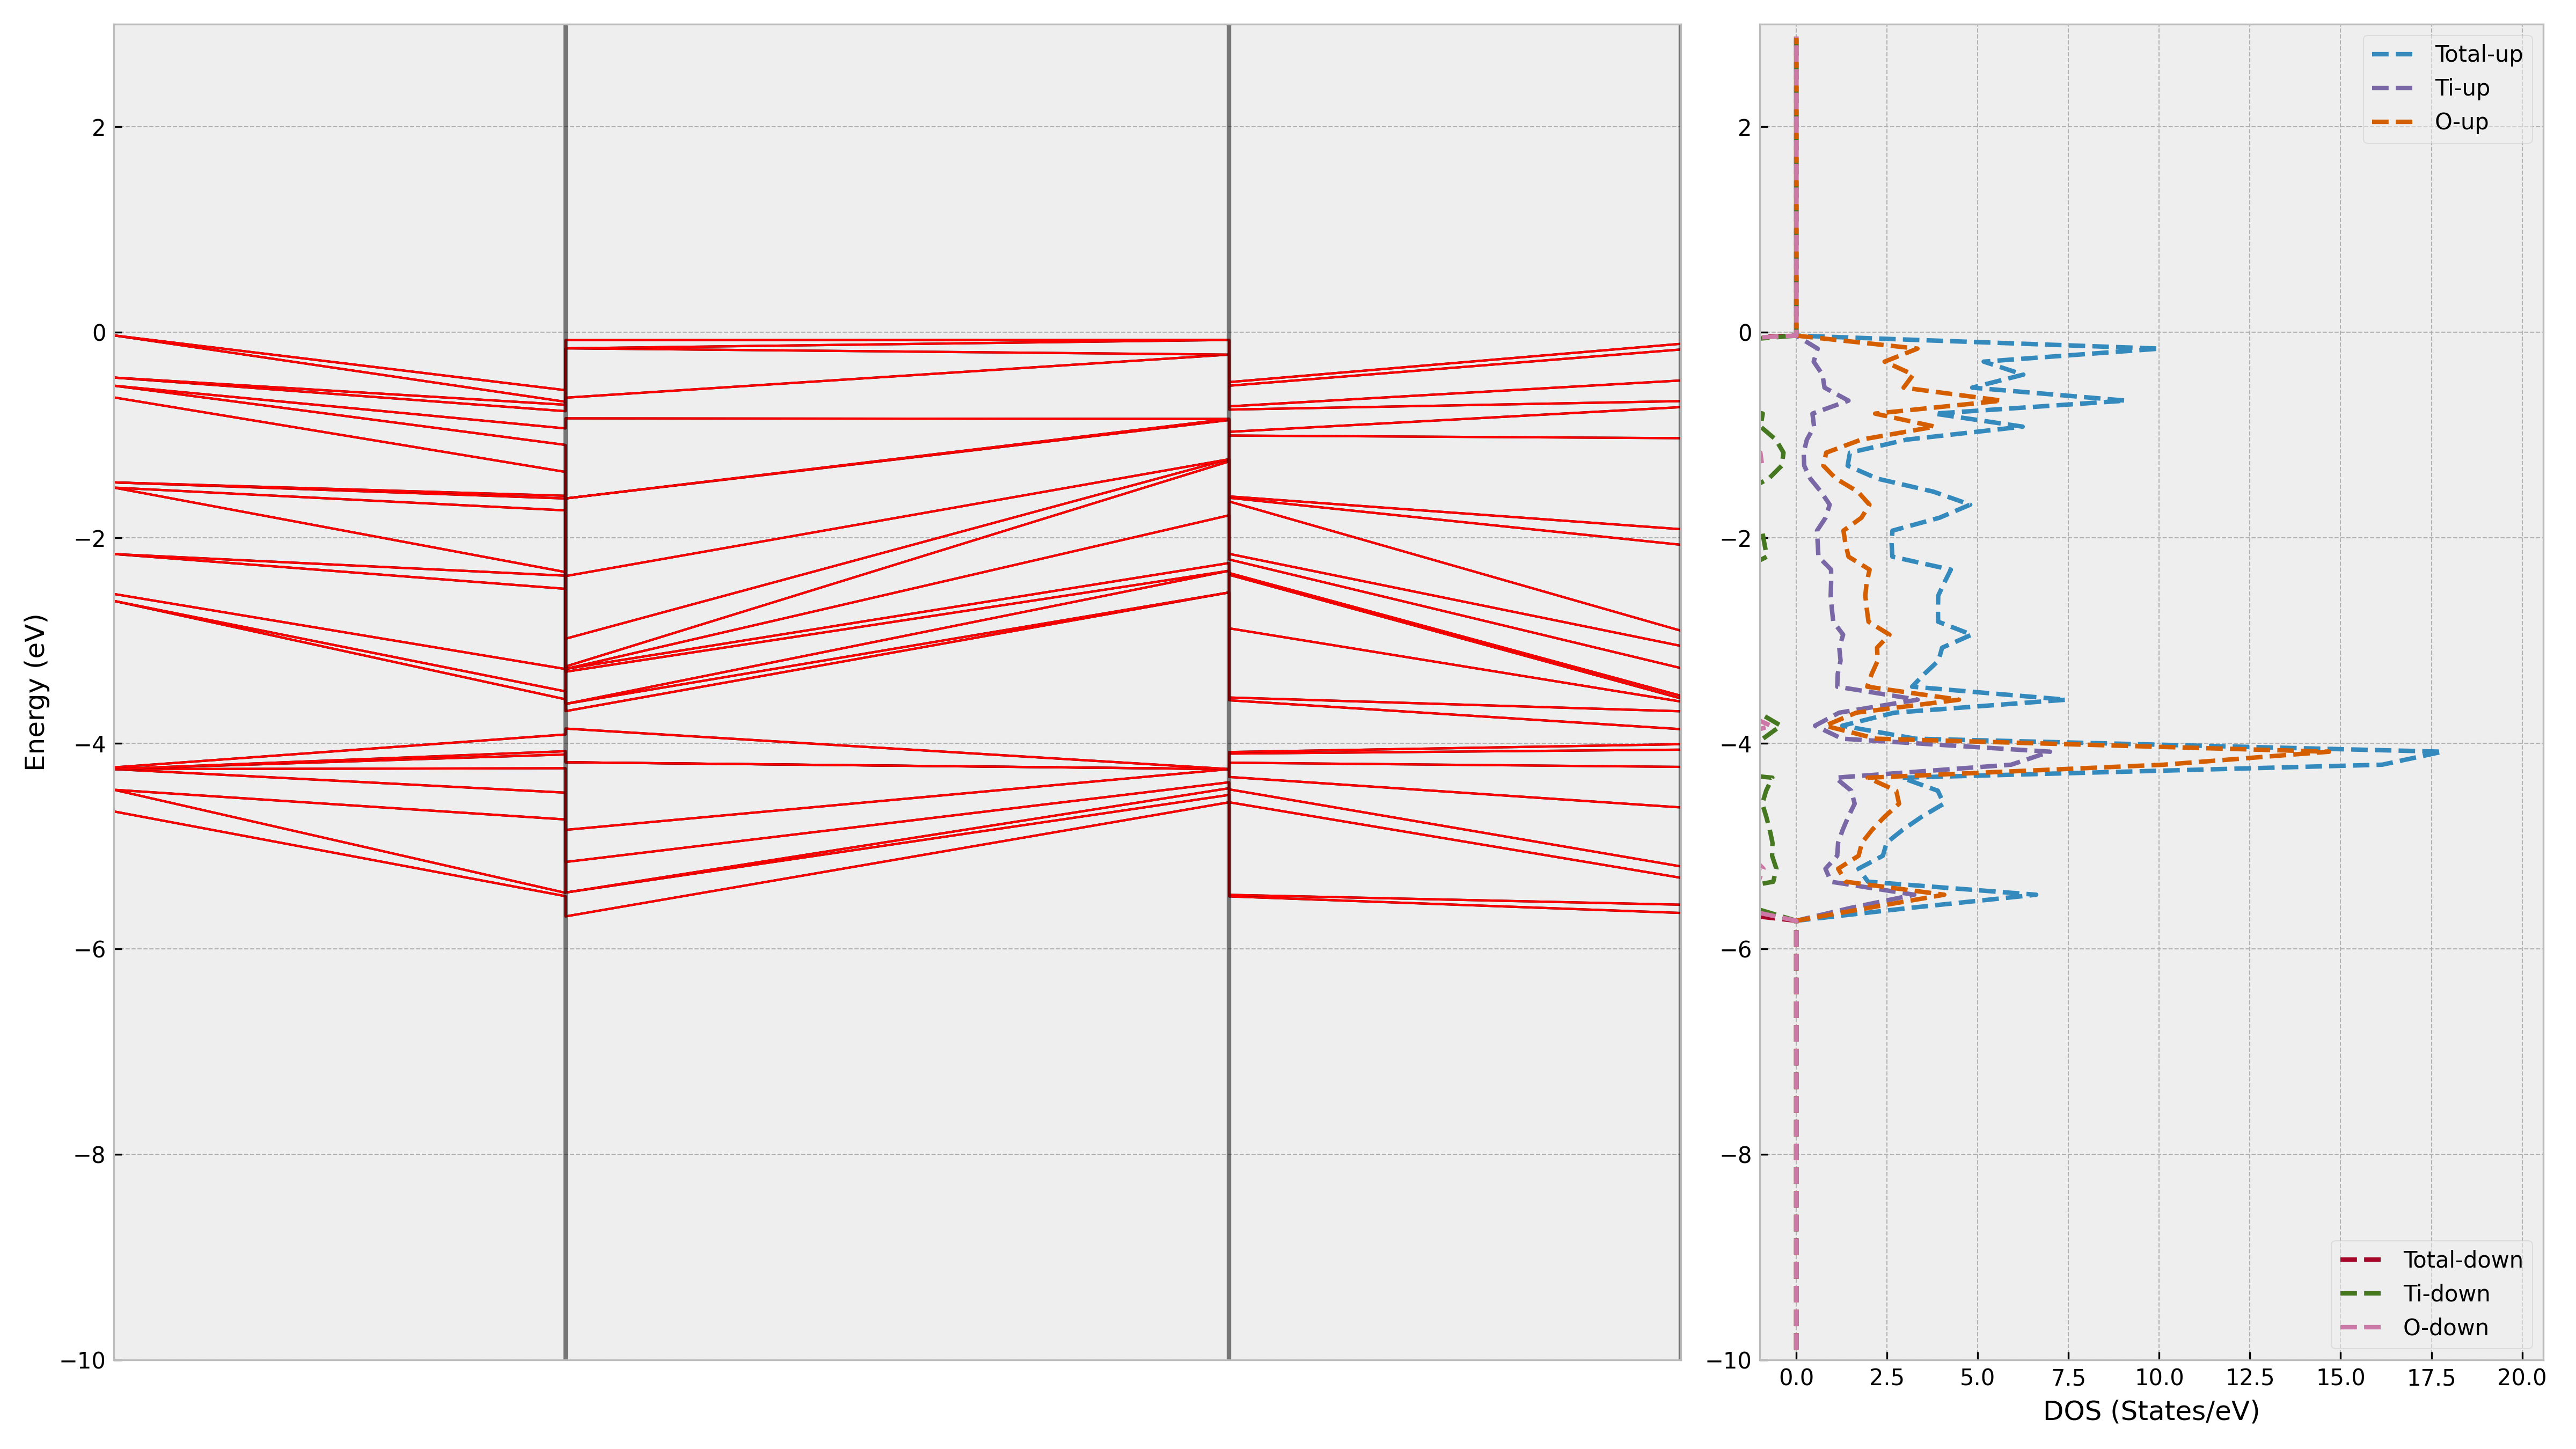 Energy (eV)
2
0
−2
−4
−6
−8
−10
2
0
−2
−4
−6
−8
−10
Total-up
Ti-up
O-up
Total-down
Ti-down
O-down
0.0 2.5 5.0 7.5 10.0 12.5 15.0 17.5 20.0
DOS (States/eV)